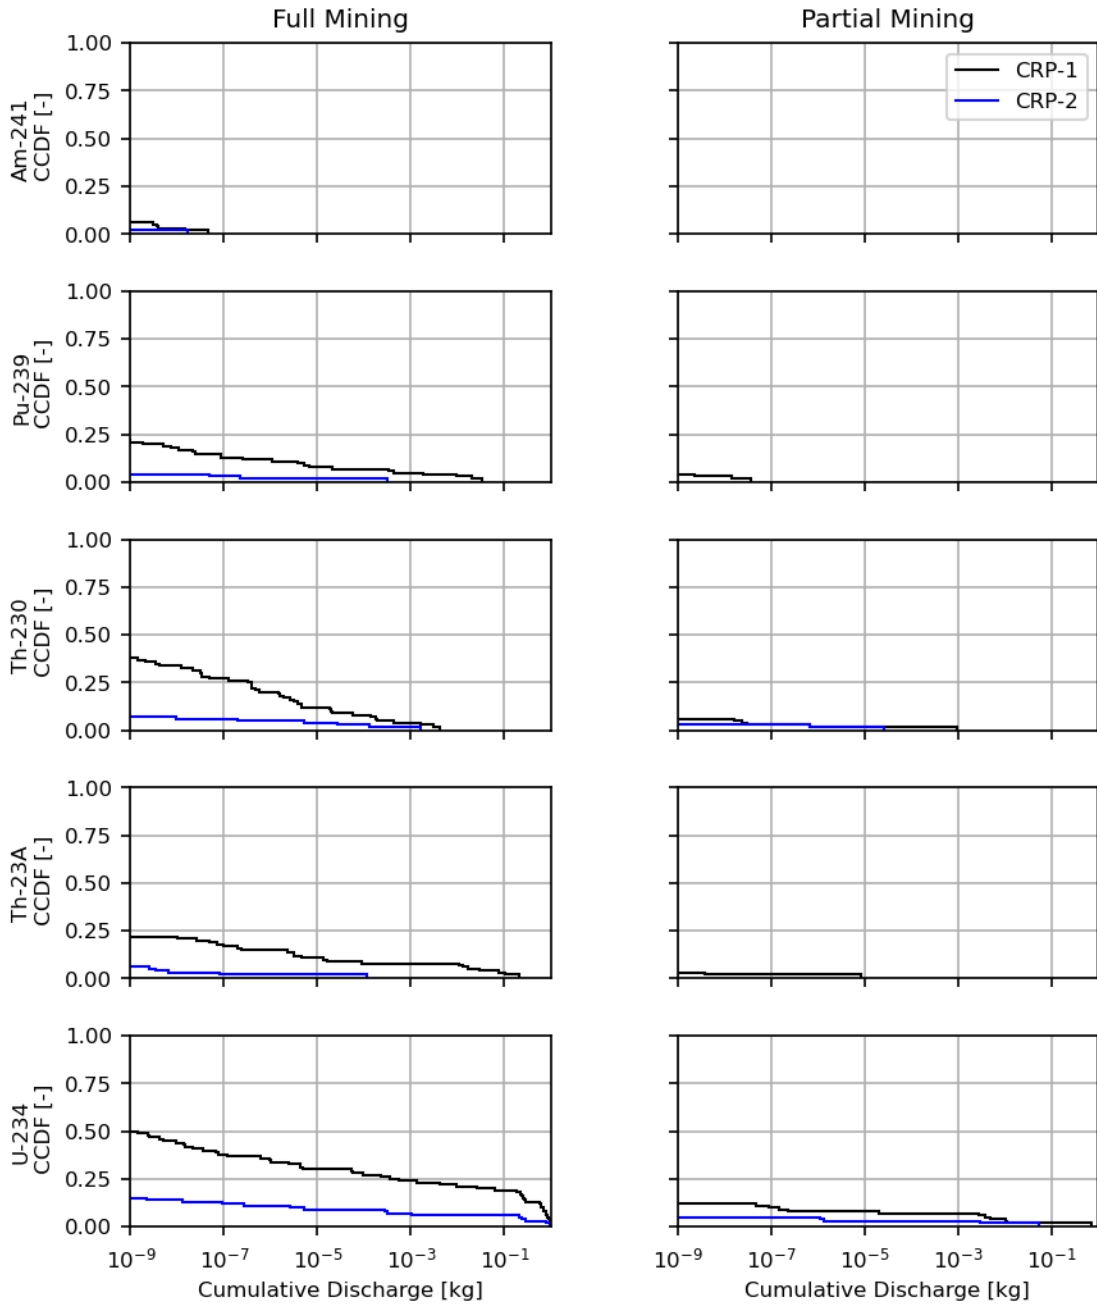 Full Mining
Partial Mining
Am-241
CCDF [-]
1.00
0.75
0.50
0.25
0.00
CRP-1
CRP-2
Pu-239
CCDF [-]
1.00
0.75
0.50
0.25
0.00
Th-230
CCDF [-]
1.00
0.75
0.50
0.25
0.00
Th-23A
CCDF [-]
1.00
0.75
0.50
0.25
0.00
U-234
CCDF [-]
1.00
0.75
0.50
0.25
0.00
10⁻⁹ 10⁻⁷ 10⁻⁵ 10⁻³ 10⁻¹
Cumulative Discharge [kg]
10⁻⁹ 10⁻⁷ 10⁻⁵ 10⁻³ 10⁻¹
Cumulative Discharge [kg]